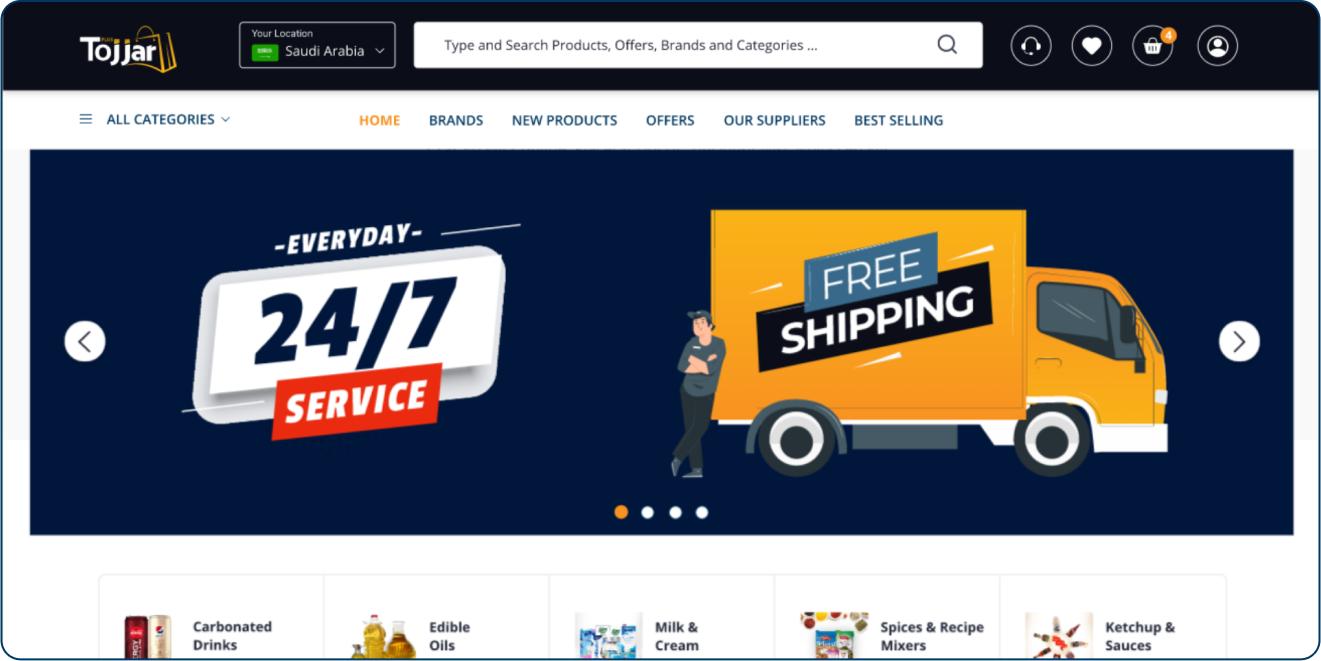 PLUS
Tojjar
Your Location
Saudi Arabia
Type and Search Products, Offers, Brands and Categories ...
4
ALL CATEGORIES
HOME
BRANDS
NEW PRODUCTS
OFFERS
OUR SUPPLIERS
BEST SELLING
-EVERYDAY-
24/7
SERVICE
FREE
SHIPPING
Carbonated
Drinks
Edible
Oils
Milk &
Cream
Spices & Recipe
Mixers
Ketchup &
Sauces